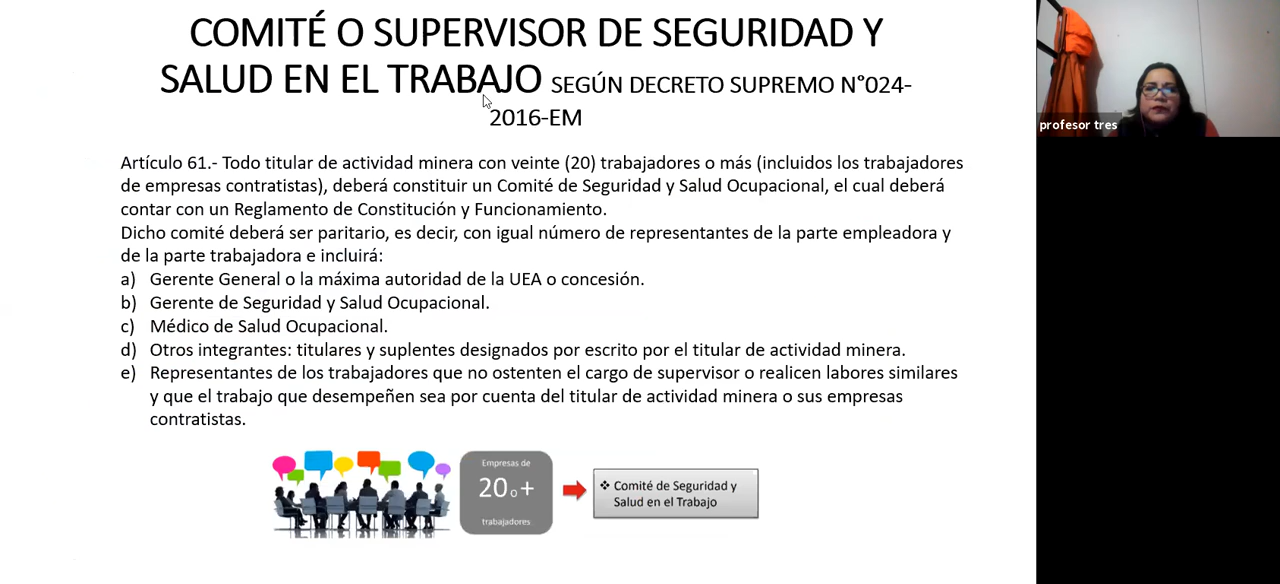 COMITÉ O SUPERVISOR DE SEGURIDAD Y
SALUD EN EL TRABAJO SEGÚN DECRETO SUPREMO N°024-
2016-EM
Artículo 61.- Todo titular de actividad minera con veinte (20) trabajadores o más (incluidos los trabajadores
de empresas contratistas), deberá constituir un Comité de Seguridad y Salud Ocupacional, el cual deberá
contar con un Reglamento de Constitución y Funcionamiento.
Dicho comité deberá ser paritario, es decir, con igual número de representantes de la parte empleadora y
de la parte trabajadora e incluirá:
a) Gerente General o la máxima autoridad de la UEA o concesión.
b) Gerente de Seguridad y Salud Ocupacional.
c) Médico de Salud Ocupacional.
d) Otros integrantes: titulares y suplentes designados por escrito por el titular de actividad minera.
e) Representantes de los trabajadores que no ostenten el cargo de supervisor o realicen labores similares
y que el trabajo que desempeñen sea por cuenta del titular de actividad minera o sus empresas
contratistas.
Empresas de
20 o +
trabajadores
❖ Comité de Seguridad y
Salud en el Trabajo
profesor tres